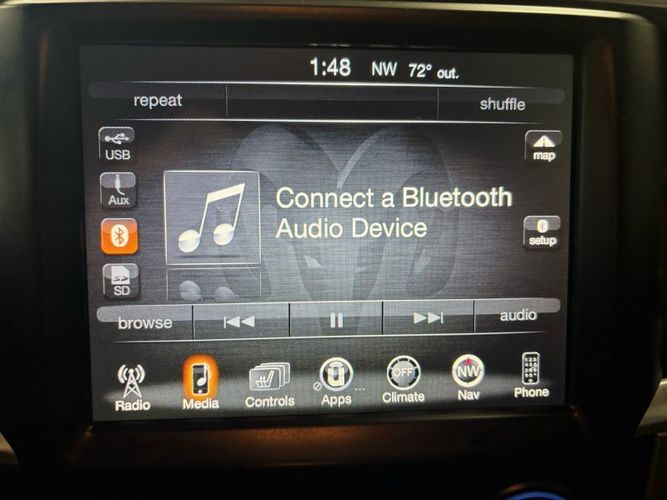 1:48 NW 72° out.
repeat shuffle
USB
map
Aux
Connect a Bluetooth
Audio Device
setup
SD
browse audio
OFF NW
Radio Media Controls Apps ... Climate Nav Phone